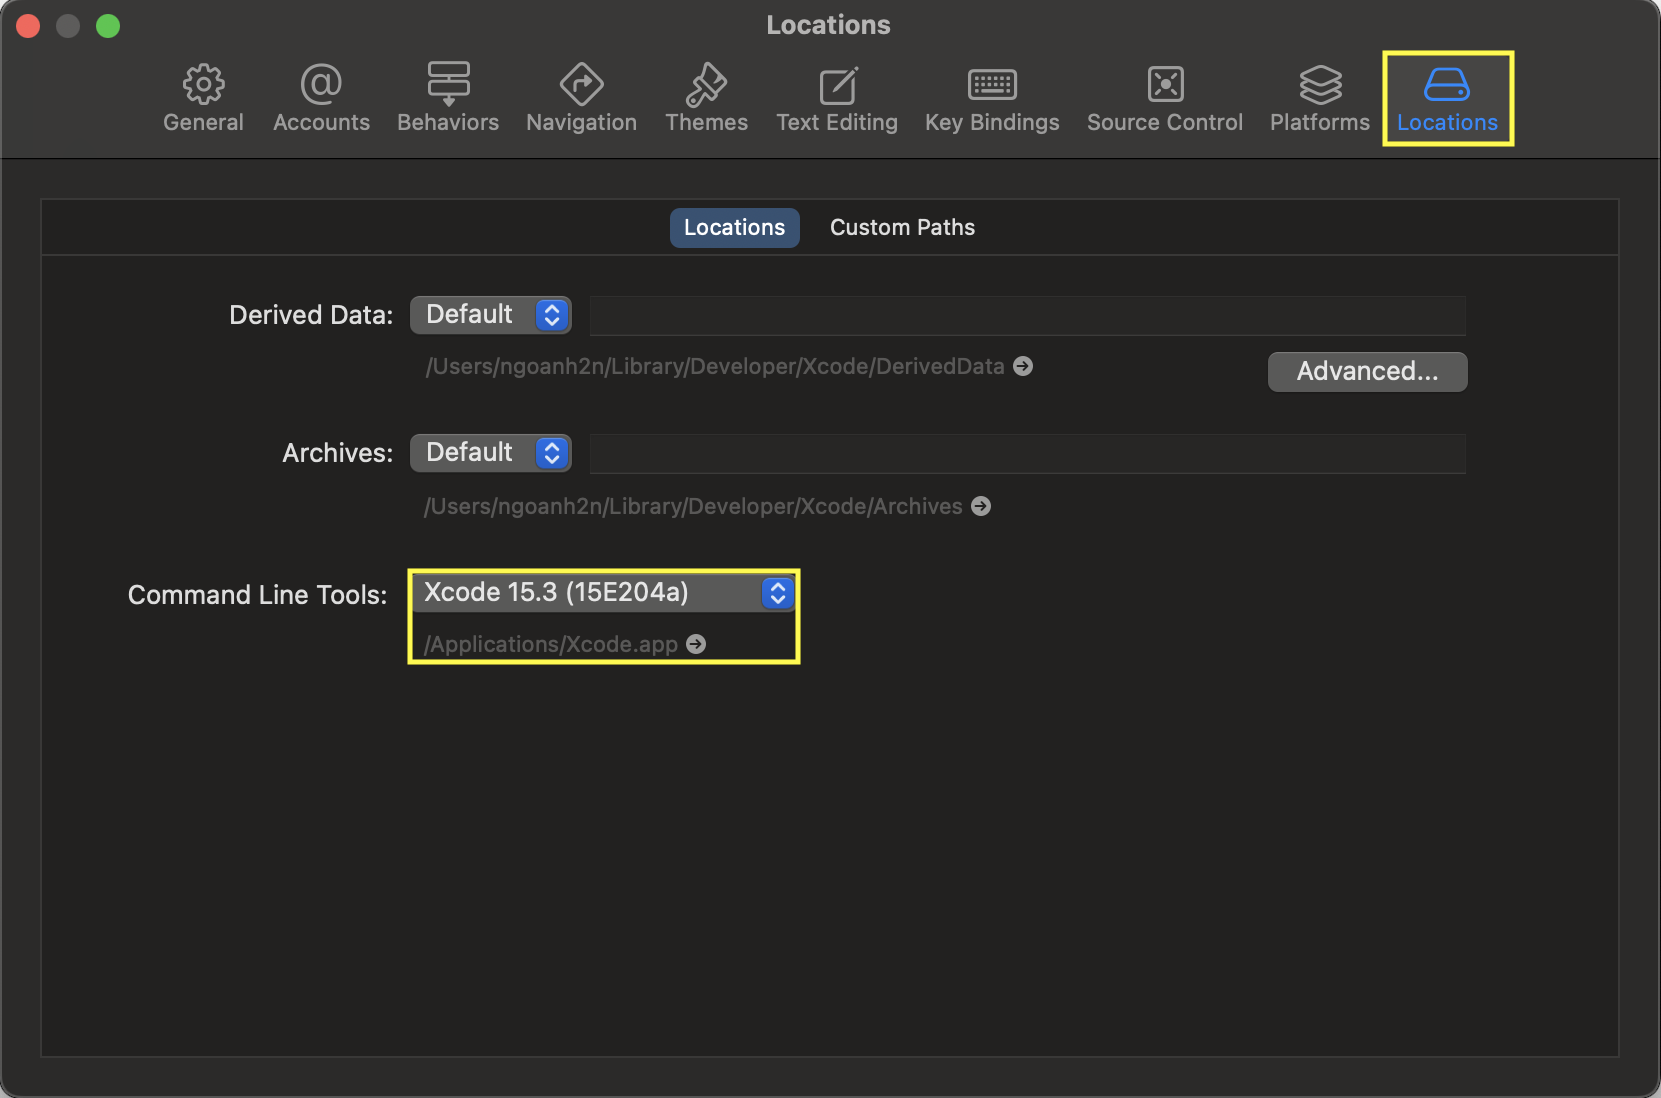 Locations
General Accounts Behaviors Navigation Themes Text Editing Key Bindings Source Control Platforms Locations
Locations Custom Paths
Derived Data: Default
/Users/ngoanh2n/Library/Developer/Xcode/DerivedData
Advanced...
Archives: Default
/Users/ngoanh2n/Library/Developer/Xcode/Archives
Command Line Tools: Xcode 15.3 (15E204a)
/Applications/Xcode.app